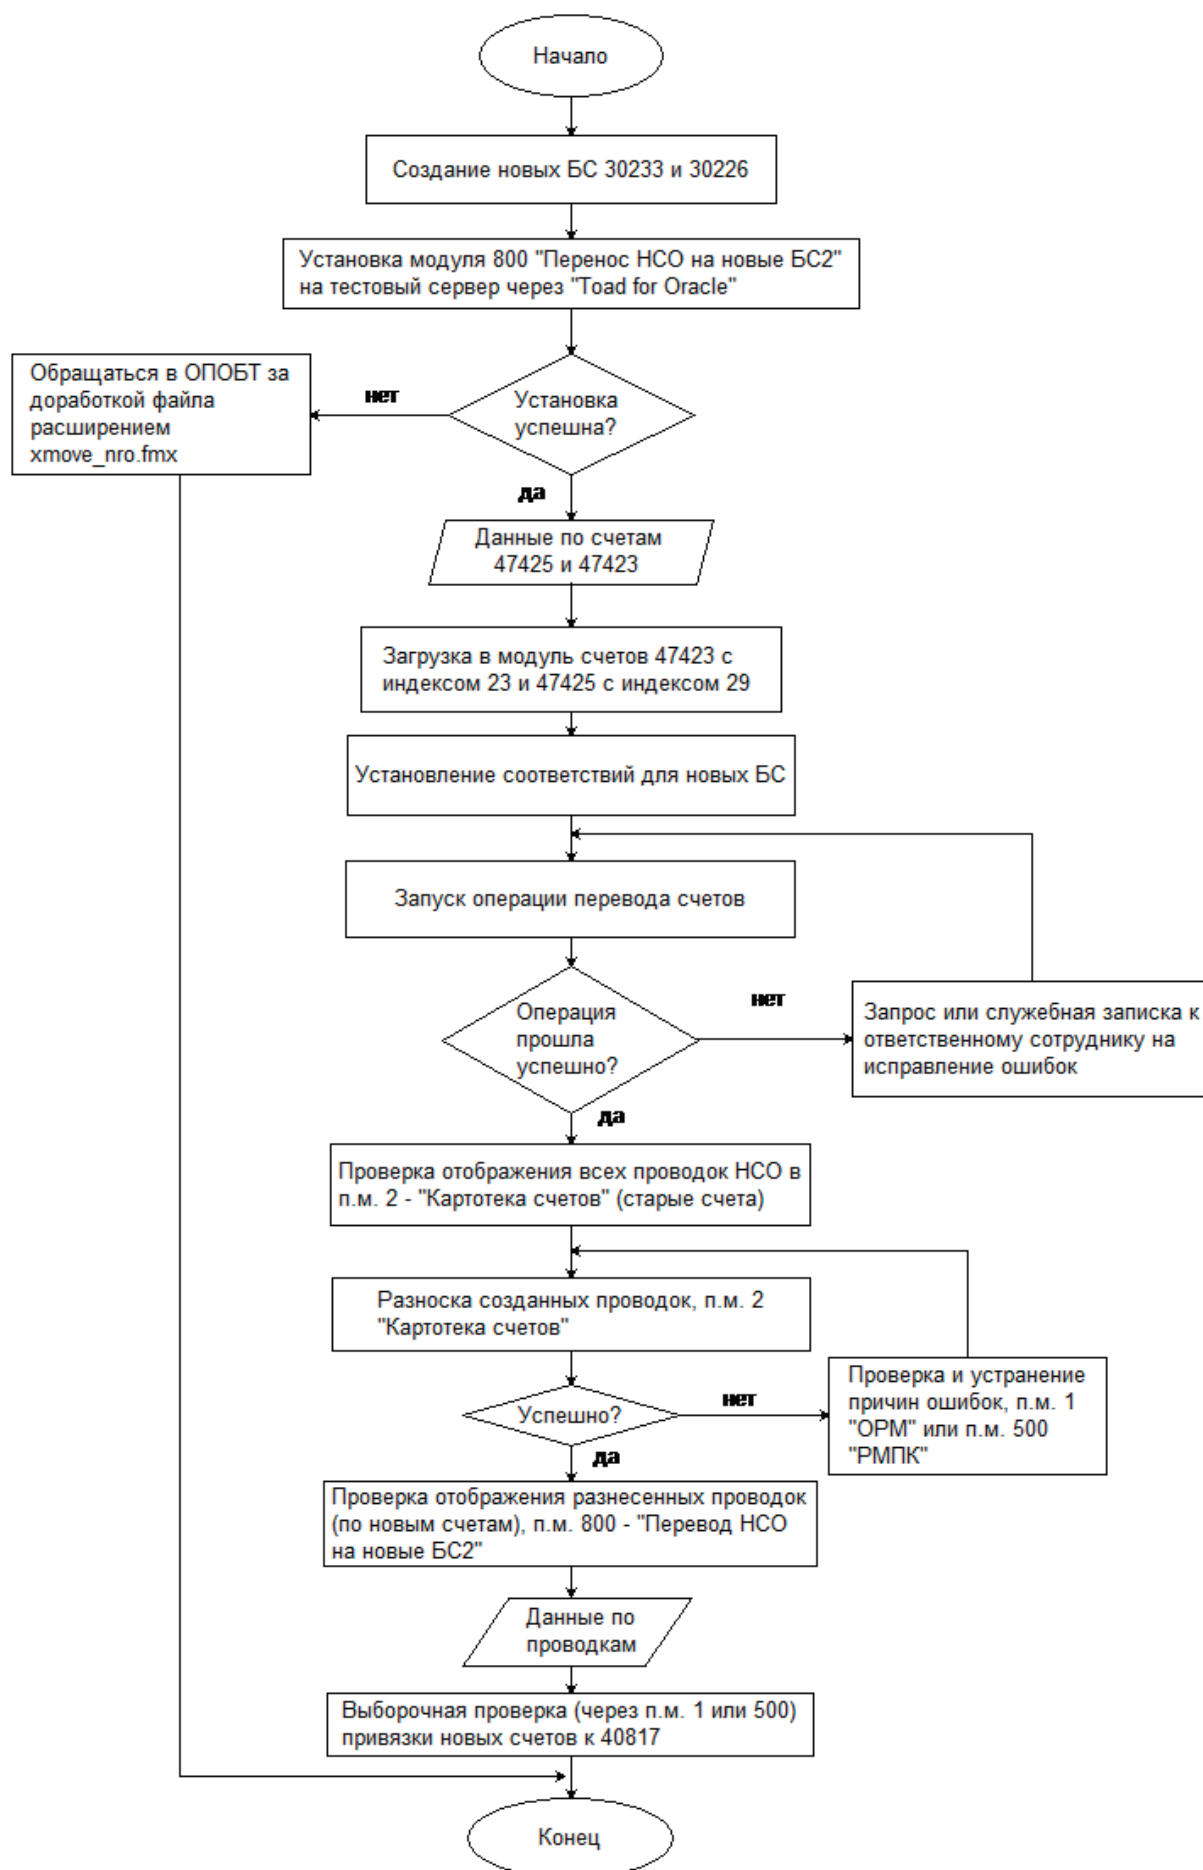 Начало
Создание новых БС 30233 и 30226
Установка модуля 800 "Перенос НСО на новые БС2"
на тестовый сервер через "Toad for Oracle"
Обращаться в ОПОБТ за
доработкой файла
расширением
xmove_nro.fmx
нет
Установка
успешна?
да
Данные по счетам
47425 и 47423
Загрузка в модуль счетов 47423 с
индексом 23 и 47425 с индексом 29
Установление соответствий для новых БС
Запуск операции перевода счетов
Операция
прошла
успешно?
нет
Запрос или служебная записка к
ответственному сотруднику на
исправление ошибок
да
Проверка отображения всех проводок НСО в
п.м. 2 - "Картотека счетов" (старые счета)
Разноска созданных проводок, п.м. 2
"Картотека счетов"
Успешно?
нет
Проверка и устранение
причин ошибок, п.м. 1
"ОРМ" или п.м. 500
"РМПК"
да
Проверка отображения разнесенных проводок
(по новым счетам), п.м. 800 - "Перевод НСО
на новые БС2"
Данные по
проводкам
Выборочная проверка (через п.м. 1 или 500)
привязки новых счетов к 40817
Конец